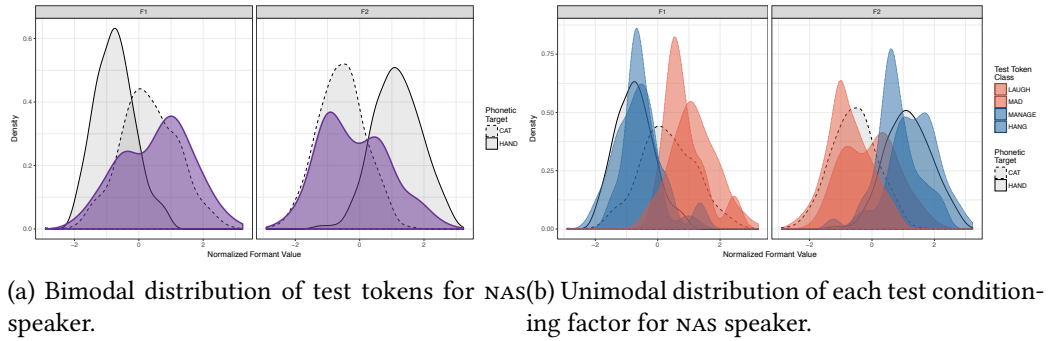 F1
F2
Density
0.6
0.4
0.2
0.0
−2
0
2
−2
0
2
Normalized Formant Value
Phonetic
Target
CAT
HAND
F1
F2
Density
0.75
0.50
0.25
0.00
−2
0
2
−2
0
2
Normalized Formant Value
Test Token
Class
LAUGH
MAD
MANAGE
HANG
Phonetic
Target
CAT
HAND
(a) Bimodal distribution of test tokens for NAS
speaker.
(b) Unimodal distribution of each test condition-
ing factor for NAS speaker.